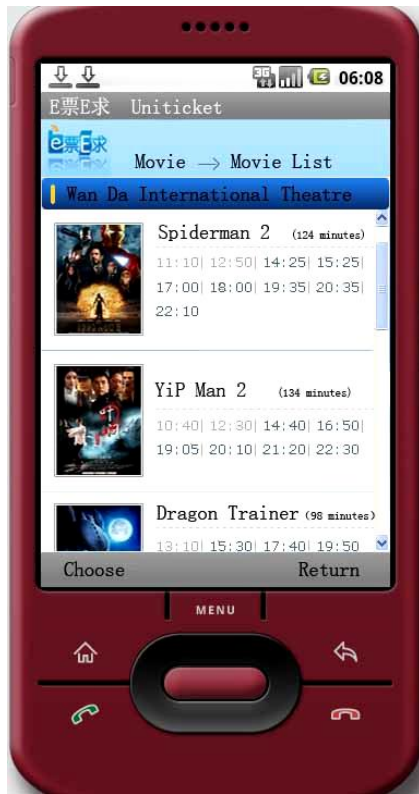 3G 06:08
E票E求 Uniticket
e票E求
Movie → Movie List
Wan Da International Theatre
Spiderman 2 (124 minutes)
11:10| 12:50| 14:25| 15:25|
17:00| 18:00| 19:35| 20:35|
22:10
YiP Man 2 (134 minutes)
10:40| 12:30| 14:40| 16:50|
19:05| 20:10| 21:20| 22:30
Dragon Trainer (98 minutes)
13:10| 15:30| 17:40| 19:50
Choose Return
MENU